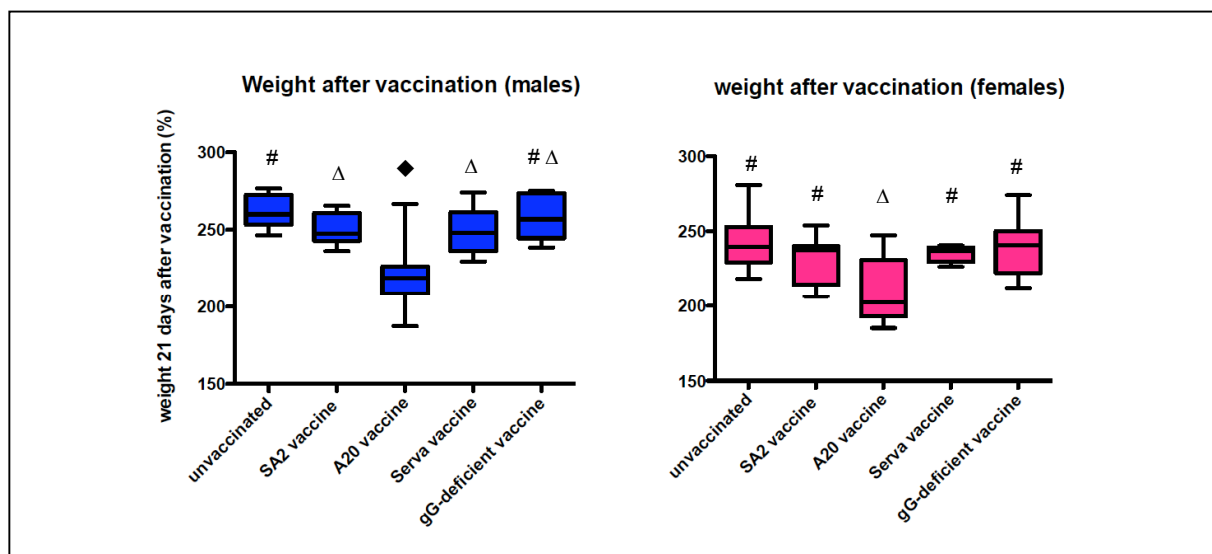 Weight after vaccination (males)
weight 21 days after vaccination (%)
300
250
200
150
# Δ ◆ Δ # Δ
unvaccinated
SA2 vaccine
A20 vaccine
Serva vaccine
gG-deficient vaccine
weight after vaccination (females)
300
250
200
150
# # Δ # #
unvaccinated
SA2 vaccine
A20 vaccine
Serva vaccine
gG-deficient vaccine